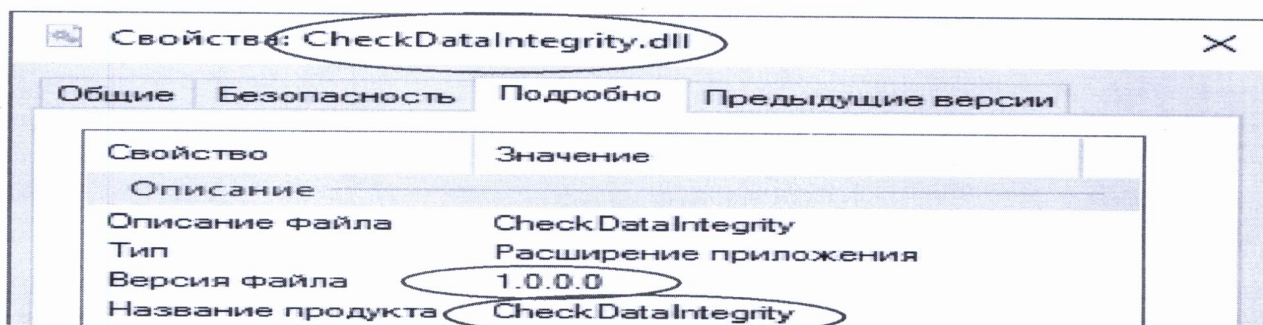 Свойства: CheckDataIntegrity.dll
Общие Безопасность Подробно Предыдущие версии
Свойство Значение
Описание
Описание файла CheckDataIntegrity
Тип Расширение приложения
Версия файла 1.0.0.0
Название продукта CheckDataIntegrity